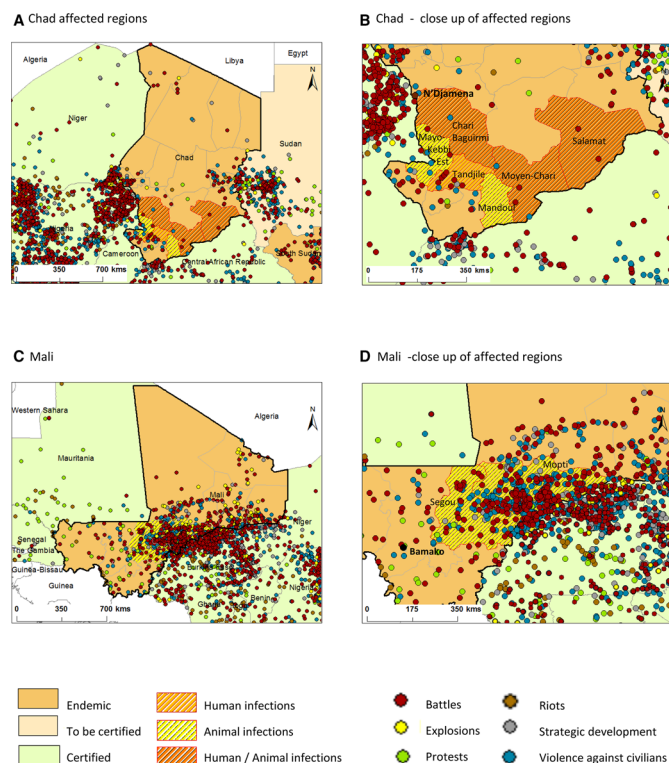 A Chad affected regions
B Chad - close up of affected regions
Algeria
Libya
Egypt
N
Niger
Chad
Sudan
Nigeria
Cameroon
Central African Republic
South Sudan
0 350 700 kms
N
N'Djamena
Chari
Baguirmi
Mayo-
Kebbi
Est
Tandjile
Moyen-Chari
Salamat
Mandoul
0 175 350 kms
C Mali
D Mali -close up of affected regions
Western Sahara
Algeria
N
Mauritania
Mali
Senegal
The Gambia
Guinea-Bissau
Guinea
Niger
Benin
Nigeria
0 350 700 kms
N
Mopti
Segou
Bamako
0 175 350 kms
Endemic
To be certified
Certified
Human infections
Animal infections
Human / Animal infections
Battles
Explosions
Protests
Riots
Strategic development
Violence against civilians